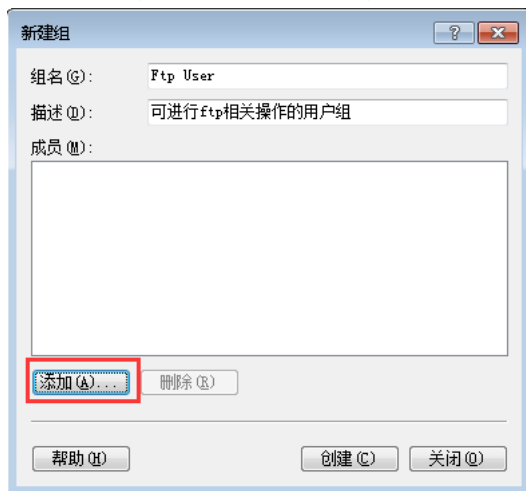 新建组
组名(G): Ftp User
描述(D): 可进行ftp相关操作的用户组
成员(M):
添加(A)... 删除(R)
帮助(H) 创建(C) 关闭(O)